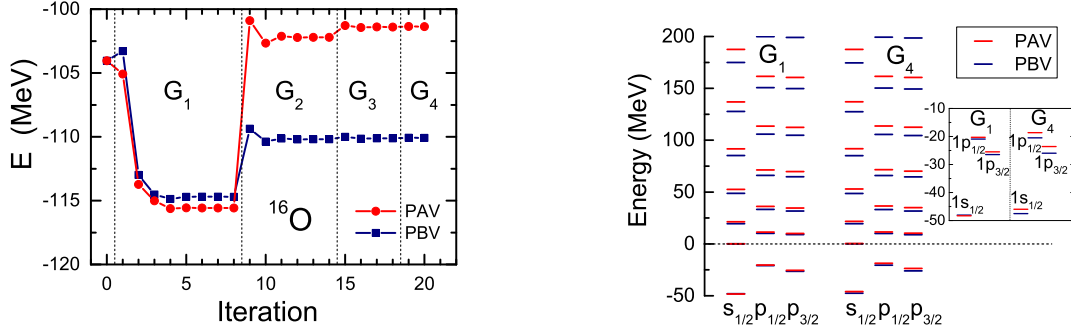 -100
-105
-110
-115
-120
E (MeV)
G₁
G₂
G₃
G₄
¹⁶O
PAV
PBV
0 5 10 15 20
Iteration
200
150
100
50
0
-50
Energy (MeV)
G₁
G₄
s₁/₂ p₁/₂ p₃/₂ s₁/₂ p₁/₂ p₃/₂
PAV
PBV
-10
-20
-30
-40
-50
G₁ G₄
1p₁/₂ 1p₁/₂
1p₃/₂ 1p₃/₂
1s₁/₂ 1s₁/₂